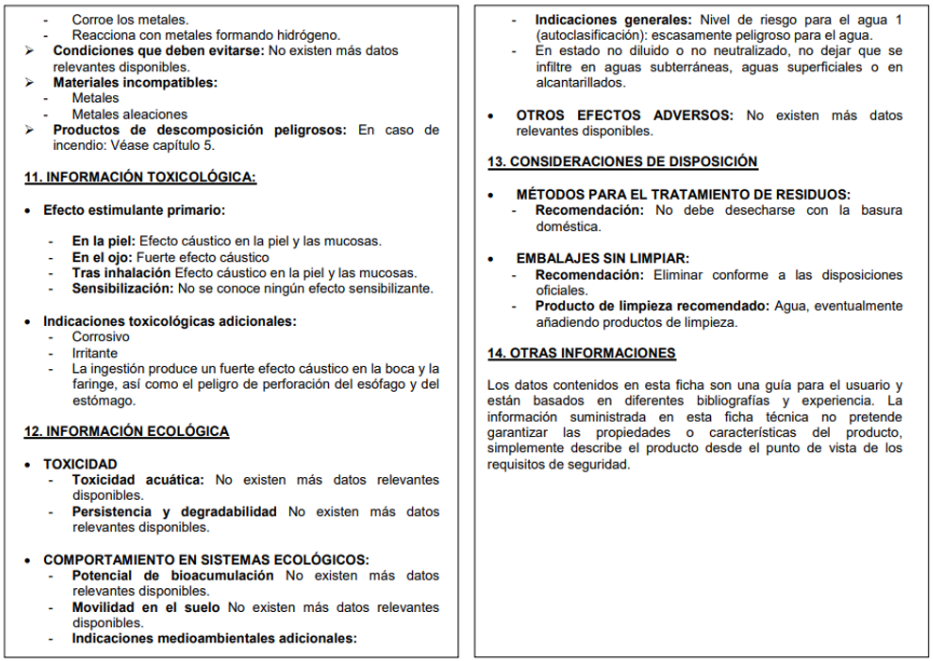 - Corroe los metales.
- Reacciona con metales formando hidrógeno.
➢ Condiciones que deben evitarse: No existen más datos
relevantes disponibles.
➢ Materiales incompatibles:
- Metales
- Metales aleaciones
➢ Productos de descomposición peligrosos: En caso de
incendio: Véase capítulo 5.
11. INFORMACIÓN TOXICOLÓGICA:
• Efecto estimulante primario:
- En la piel: Efecto cáustico en la piel y las mucosas.
- En el ojo: Fuerte efecto cáustico
- Tras inhalación Efecto cáustico en la piel y las mucosas.
- Sensibilización: No se conoce ningún efecto sensibilizante.
• Indicaciones toxicológicas adicionales:
- Corrosivo
- Irritante
- La ingestión produce un fuerte efecto cáustico en la boca y la
faringe, así como el peligro de perforación del esófago y del
estómago.
12. INFORMACIÓN ECOLÓGICA
• TOXICIDAD
- Toxicidad acuática: No existen más datos relevantes
disponibles.
- Persistencia y degradabilidad No existen más datos
relevantes disponibles.
• COMPORTAMIENTO EN SISTEMAS ECOLÓGICOS:
- Potencial de bioacumulación No existen más datos
relevantes disponibles.
- Movilidad en el suelo No existen más datos relevantes
disponibles.
- Indicaciones medioambientales adicionales:
- Indicaciones generales: Nivel de riesgo para el agua 1
(autoclasificación): escasamente peligroso para el agua.
- En estado no diluido o no neutralizado, no dejar que se
infiltre en aguas subterráneas, aguas superficiales o en
alcantarillados.
• OTROS EFECTOS ADVERSOS: No existen más datos
relevantes disponibles.
13. CONSIDERACIONES DE DISPOSICIÓN
• MÉTODOS PARA EL TRATAMIENTO DE RESIDUOS:
- Recomendación: No debe desecharse con la basura
doméstica.
• EMBALAJES SIN LIMPIAR:
- Recomendación: Eliminar conforme a las disposiciones
oficiales.
- Producto de limpieza recomendado: Agua, eventualmente
añadiendo productos de limpieza.
14. OTRAS INFORMACIONES
Los datos contenidos en esta ficha son una guía para el usuario y
están basados en diferentes bibliografías y experiencia. La
información suministrada en esta ficha técnica no pretende
garantizar las propiedades o características del producto,
simplemente describe el producto desde el punto de vista de los
requisitos de seguridad.